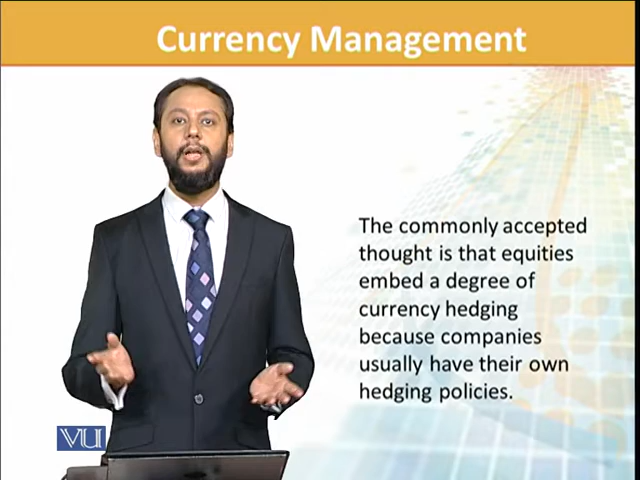 Currency Management
The commonly accepted
thought is that equities
embed a degree of
currency hedging
because companies
usually have their own
hedging policies.
VU